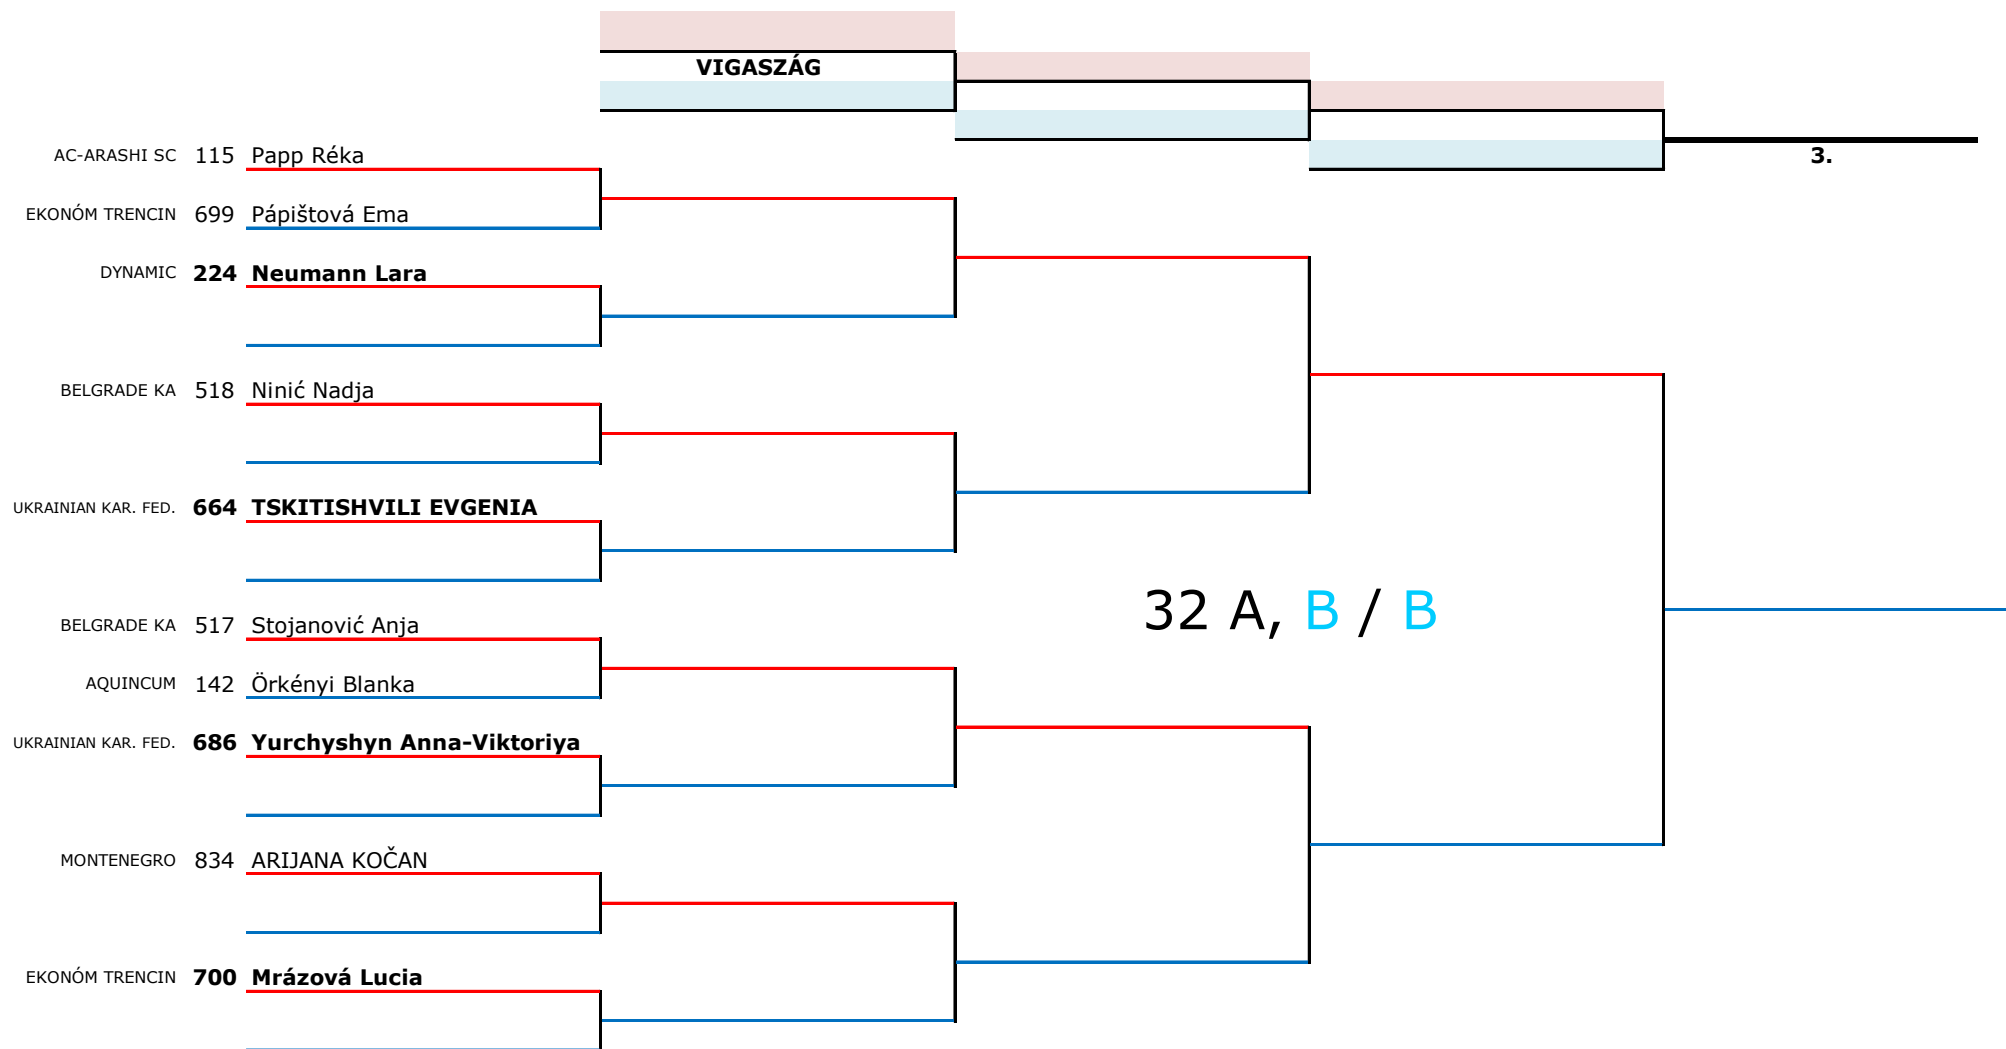 VIGASZÁG
AC-ARASHI SC 115 Papp Réka
3.
EKONÓM TRENCIN 699 Pápištová Ema
DYNAMIC 224 Neumann Lara
BELGRADE KA 518 Ninić Nadja
UKRAINIAN KAR. FED. 664 TSKITISHVILI EVGENIA
32 A, B / B
BELGRADE KA 517 Stojanović Anja
AQUINCUM 142 Örkényi Blanka
UKRAINIAN KAR. FED. 686 Yurchyshyn Anna-Viktoriya
MONTENEGRO 834 ARIJANA KOČAN
EKONÓM TRENCIN 700 Mrázová Lucia